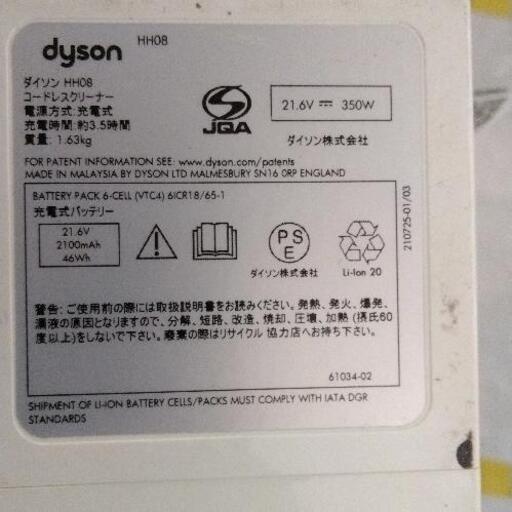 dyson HH08
ダイソン HH08
コードレスクリーナー
電源方式:充電式
充電時間:約3.5時間
質量: 1.63kg
S
JQA
21.6V ⎓ 350W
ダイソン株式会社
FOR PATENT INFORMATION SEE: www.dyson.com/patents
MADE IN MALAYSIA BY DYSON LTD MALMESBURY SN16 0RP ENGLAND
BATTERY PACK 6-CELL (VTC4) 6ICR18/65-1
充電式バッテリー
21.6V
2100mAh
46Wh
PS
E
ダイソン株式会社
Li-Ion 20
210725-01/03
警告: ご使用前の際には取扱説明書をお読みください。発熱、発火、爆発、
漏液の原因となりますので、分解、短路、改造、焼却、圧壊、加熱 (摂氏60
度以上)をしないで下さい。廃棄の際はリサイクル 協力店へお持ち下さい。
61034-02
SHIPMENT OF LI-ION BATTERY CELLS/PACKS MUST COMPLY WITH IATA DGR
STANDARDS